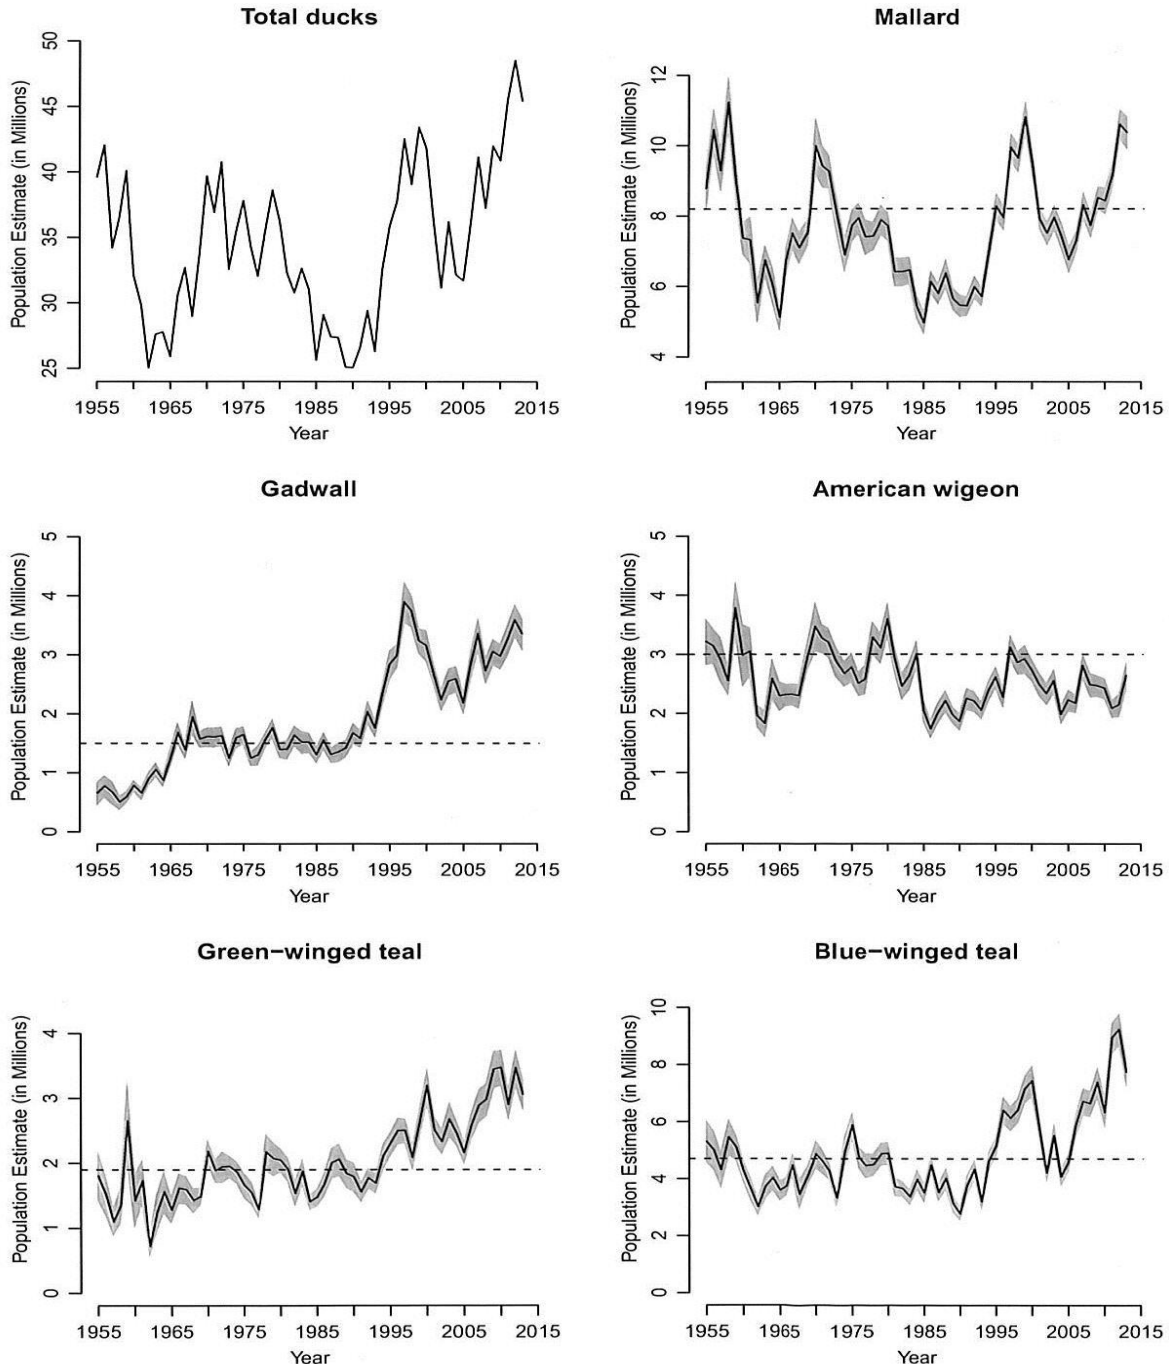 Total ducks
Population Estimate (in Millions)
50
45
40
35
30
25
1955 1965 1975 1985 1995 2005 2015
Year
Mallard
Population Estimate (in Millions)
12
10
8
6
4
1955 1965 1975 1985 1995 2005 2015
Year
Gadwall
Population Estimate (in Millions)
5
4
3
2
1
0
1955 1965 1975 1985 1995 2005 2015
Year
American wigeon
Population Estimate (in Millions)
5
4
3
2
1
0
1955 1965 1975 1985 1995 2005 2015
Year
Green−winged teal
Population Estimate (in Millions)
4
3
2
1
0
1955 1965 1975 1985 1995 2005 2015
Year
Blue−winged teal
Population Estimate (in Millions)
10
8
6
4
2
0
1955 1965 1975 1985 1995 2005 2015
Year